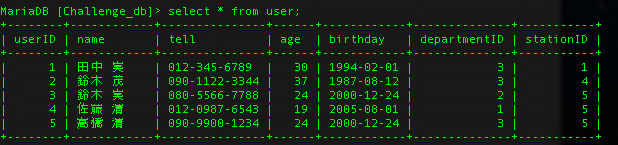 MariaDB [Challenge_db]> select * from user;
+--------+-----------+---------------+------+------------+--------------+-----------+
| userID | name | tell | age | birthday | departmentID | stationID |
+--------+-----------+---------------+------+------------+--------------+-----------+
| 1 | 田中 実 | 012-345-6789 | 30 | 1994-02-01 | 3 | 1 |
| 2 | 鈴木 茂 | 090-1122-3344 | 37 | 1987-08-12 | 3 | 4 |
| 3 | 鈴木 実 | 080-5566-7788 | 24 | 2000-12-24 | 2 | 5 |
| 4 | 佐藤 清 | 012-0987-6543 | 19 | 2005-08-01 | 1 | 5 |
| 5 | 高橋 清 | 090-9900-1234 | 24 | 2000-12-24 | 3 | 5 |
+--------+-----------+---------------+------+------------+--------------+-----------+